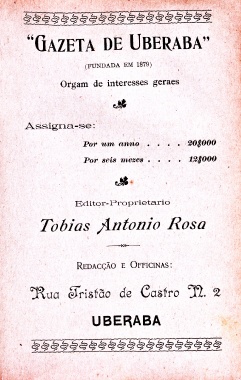 "GAZETA DE UBERABA"
(FUNDADA EM 1879)
Orgam de interesses geraes
Assigna-se:
Por um anno . . . . 20$000
Por seis mezes . . . . 12$000
Editor-Proprietario
Tobias Antonio Rosa
REDACÇÃO E OFFICINAS:
Rua Tristão de Castro N. 2
UBERABA